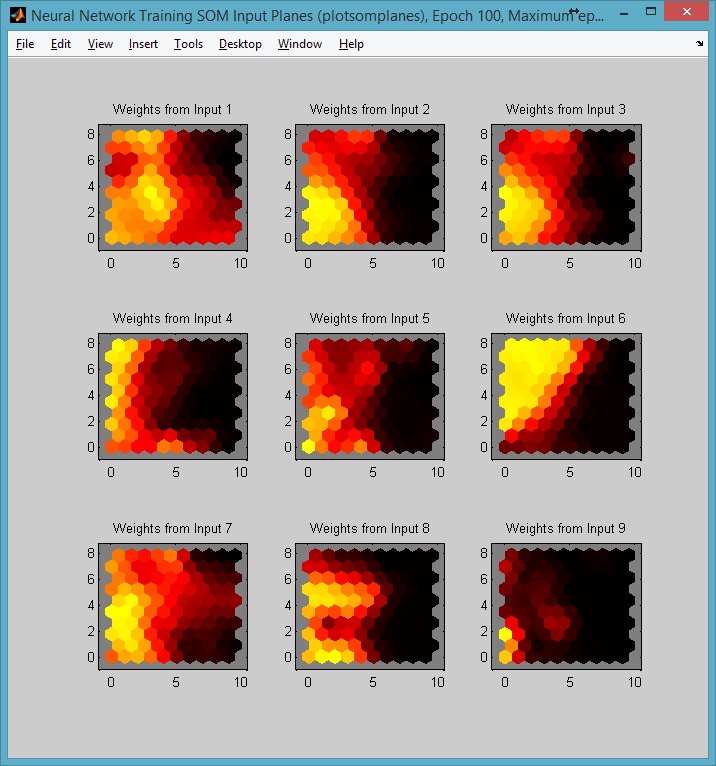 Neural Network Training SOM Input Planes (plotsomplanes), Epoch 100, Maximum ep...
File Edit View Insert Tools Desktop Window Help
Weights from Input 1 Weights from Input 2 Weights from Input 3
8 8 8
6 6 6
4 4 4
2 2 2
0 0 0
0 5 10 0 5 10 0 5 10
Weights from Input 4 Weights from Input 5 Weights from Input 6
8 8 8
6 6 6
4 4 4
2 2 2
0 0 0
0 5 10 0 5 10 0 5 10
Weights from Input 7 Weights from Input 8 Weights from Input 9
8 8 8
6 6 6
4 4 4
2 2 2
0 0 0
0 5 10 0 5 10 0 5 10